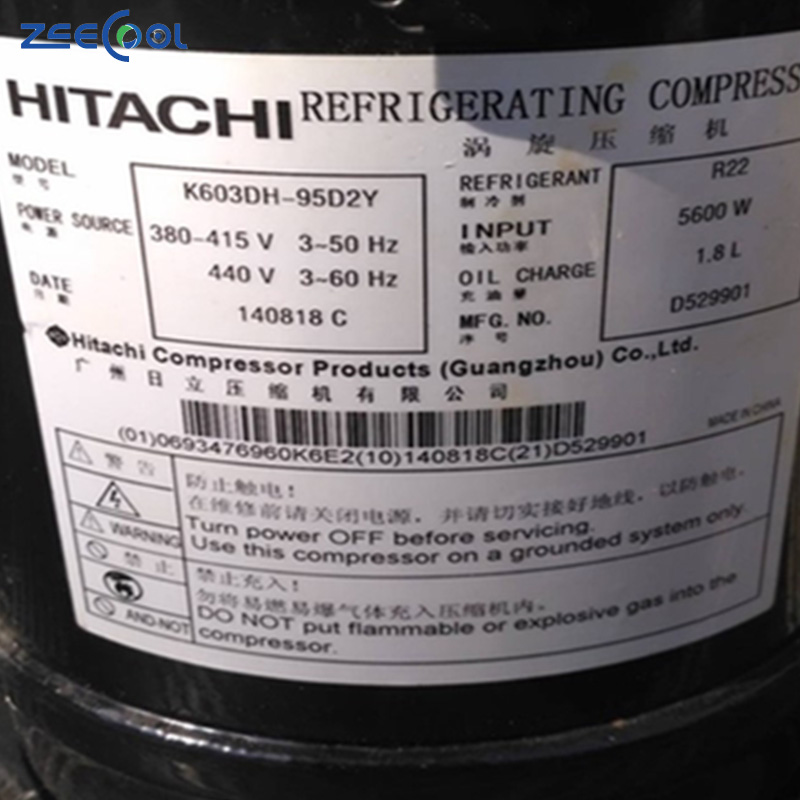 ZEECOOL
HITACHI REFRIGERATING COMPRESS
涡旋压缩机
MODEL
型号
K603DH-95D2Y
POWER SOURCE
电源
380-415 V 3~50 Hz
440 V 3~60 Hz
DATE
日期
140818 C
REFRIGERANT
制冷剂
R22
INPUT
输入功率
5600 W
OIL CHARGE
充油量
1.8 L
MFG. NO.
序号
D529901
Hitachi Compressor Products (Guangzhou) Co.,Ltd.
广州日立压缩机有限公司
(01)0693476960K6E2(10)140818C(21)D529901
MADE IN CHINA
警告
WARNING
防止触电!
在维修前请关闭电源，并请切实接好地线，以防触电。
Turn power OFF before servicing.
Use this compressor on a grounded system only.
禁止
AND-NOT
禁止充入!
勿将易燃易爆气体充入压缩机内。
DO NOT put flammable or explosive gas into the
compressor.